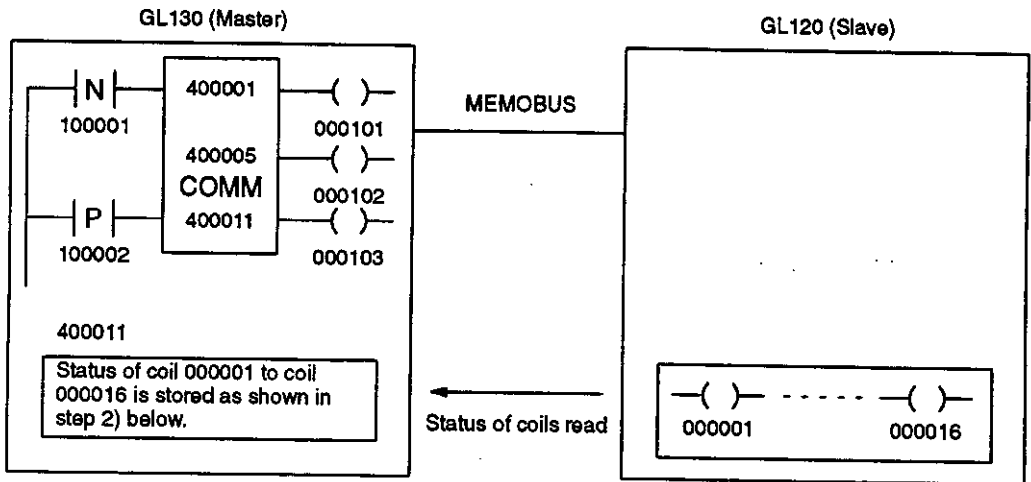 GL130 (Master)
GL120 (Slave)
N
100001
400001
000101
MEMOBUS
400005
000102
COMM
P
100002
400011
000103
400011
Status of coil 000001 to coil
000016 is stored as shown in
step 2) below.
Status of coils read
000001
000016